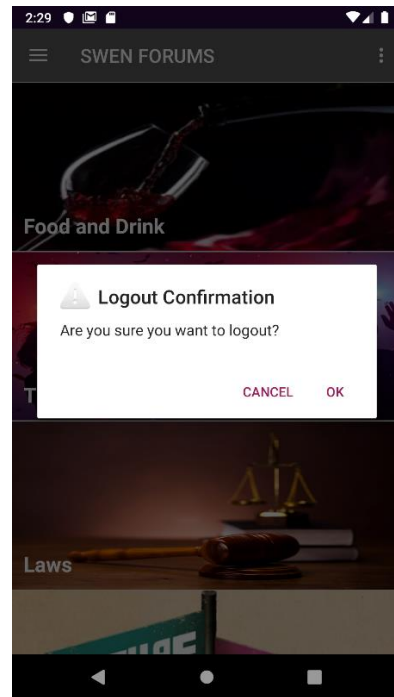 2:29
SWEN FORUMS
Food and Drink
Logout Confirmation
Are you sure you want to logout?
T
CANCEL OK
Laws